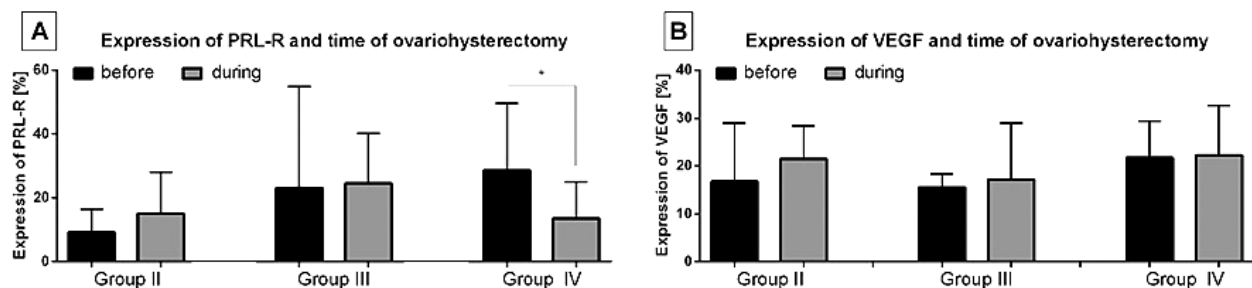 A
Expression of PRL-R and time of ovariohysterectomy
before during
Expression of PRL-R [%]
60
40
20
0
*
Group II Group III Group IV
B
Expression of VEGF and time of ovariohysterectomy
before during
Expression of VEGF [%]
40
30
20
10
0
Group II Group III Group IV